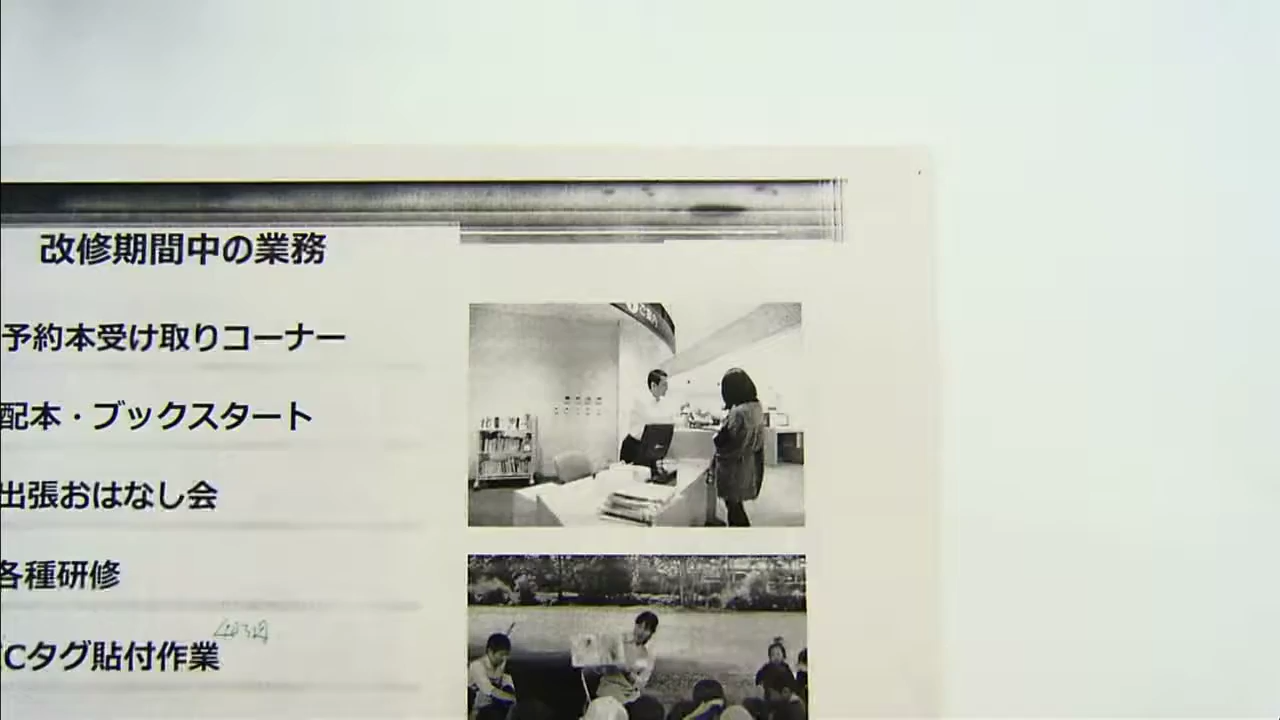 改修期間中の業務
予約本受け取りコーナー
配本・ブックスタート
出張おはなし会
各種研修
ICタグ貼付作業